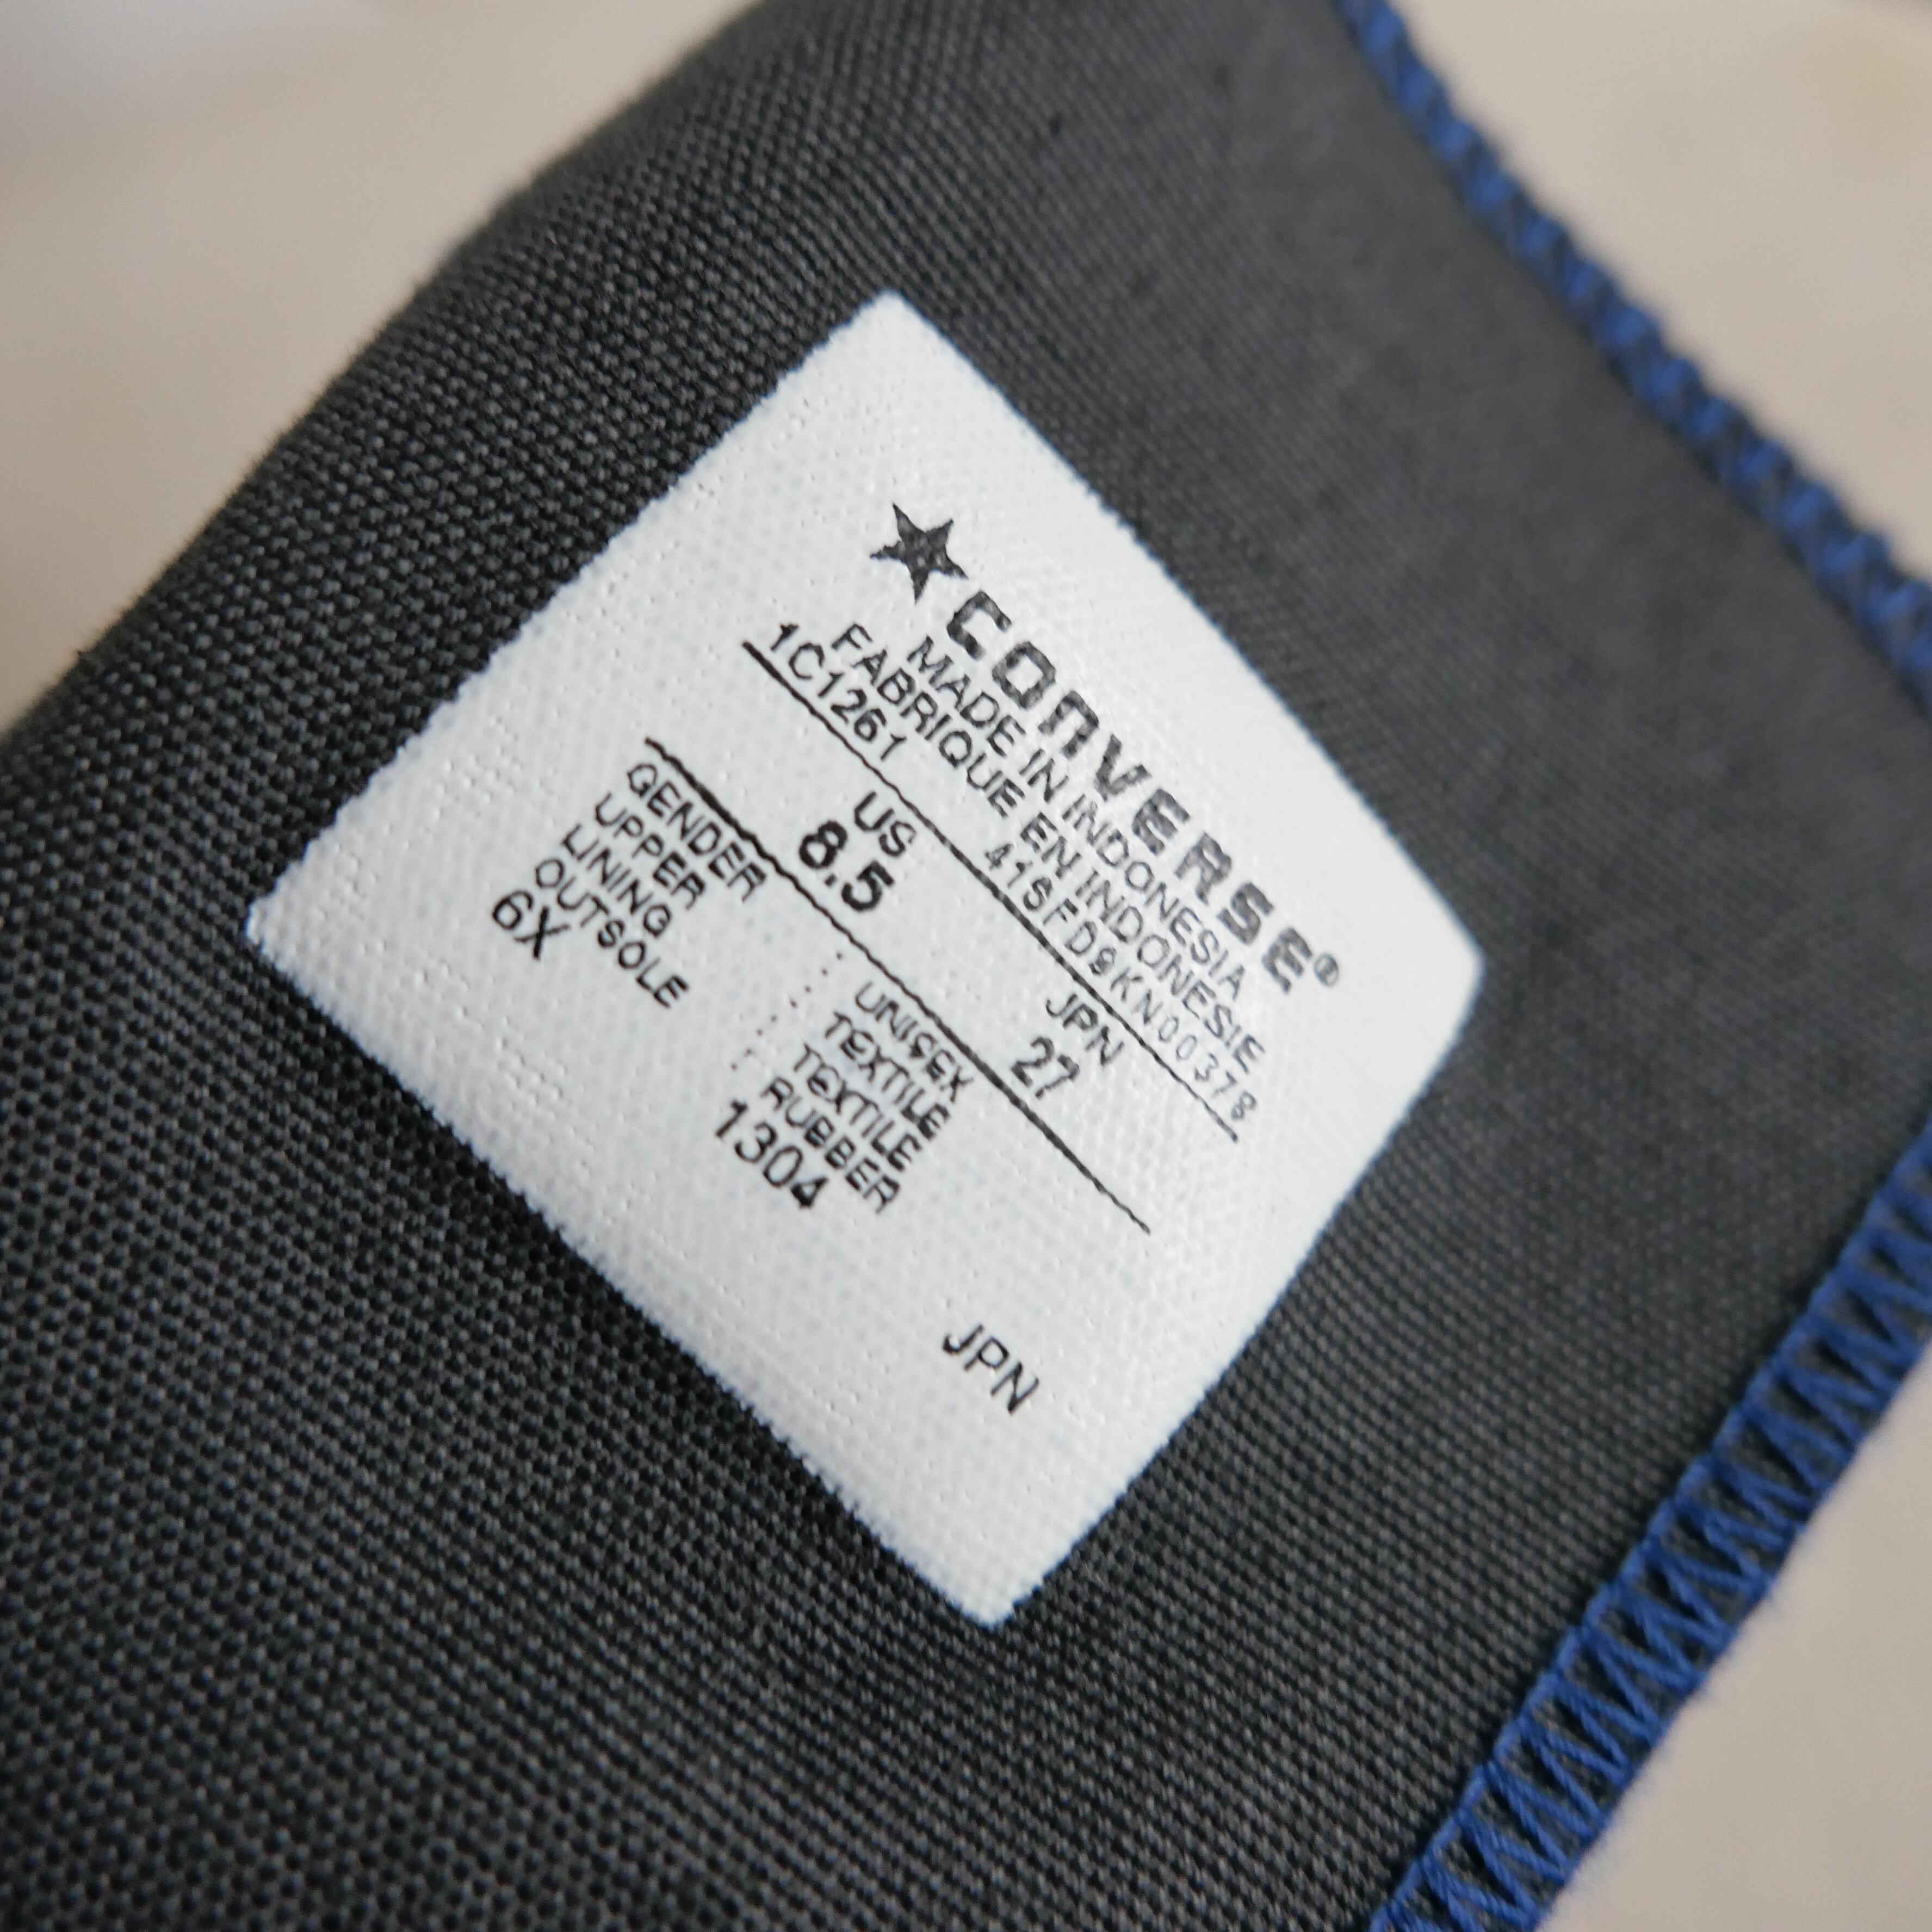 ★CONVERSE®
MADE IN INDONESIA
FABRIQUE EN INDONESIE
1C1261 41SFD9KN00378
US JPN
8.5 27
GENDER : UNISEX
UPPER : TEXTILE
LINING : TEXTILE
OUTSOLE : RUBBER
6X 1304 JPN